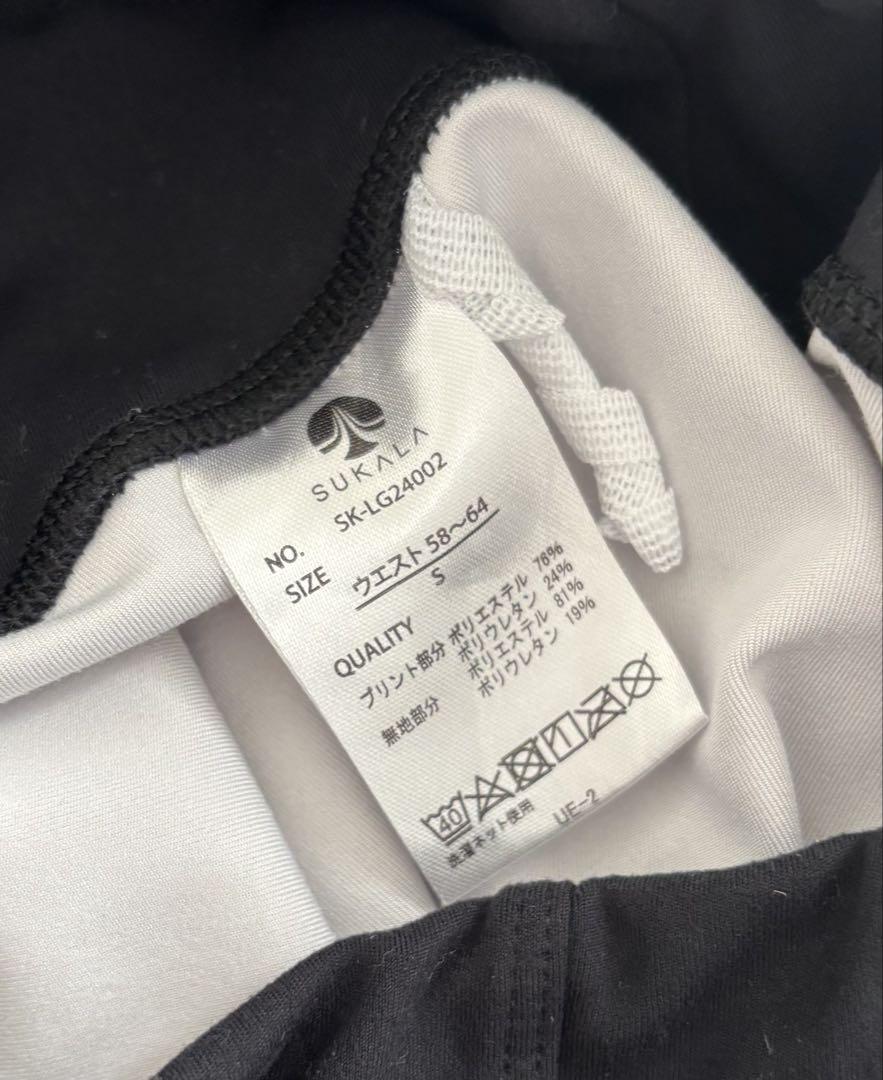 SUKALA
NO. SK-LG24002
SIZE ウエスト 58～64
S
QUALITY
プリント部分 ポリエステル 76%
ポリウレタン 24%
無地部分 ポリエステル 81%
ポリウレタン 19%
40
洗濯ネット使用
UE-2